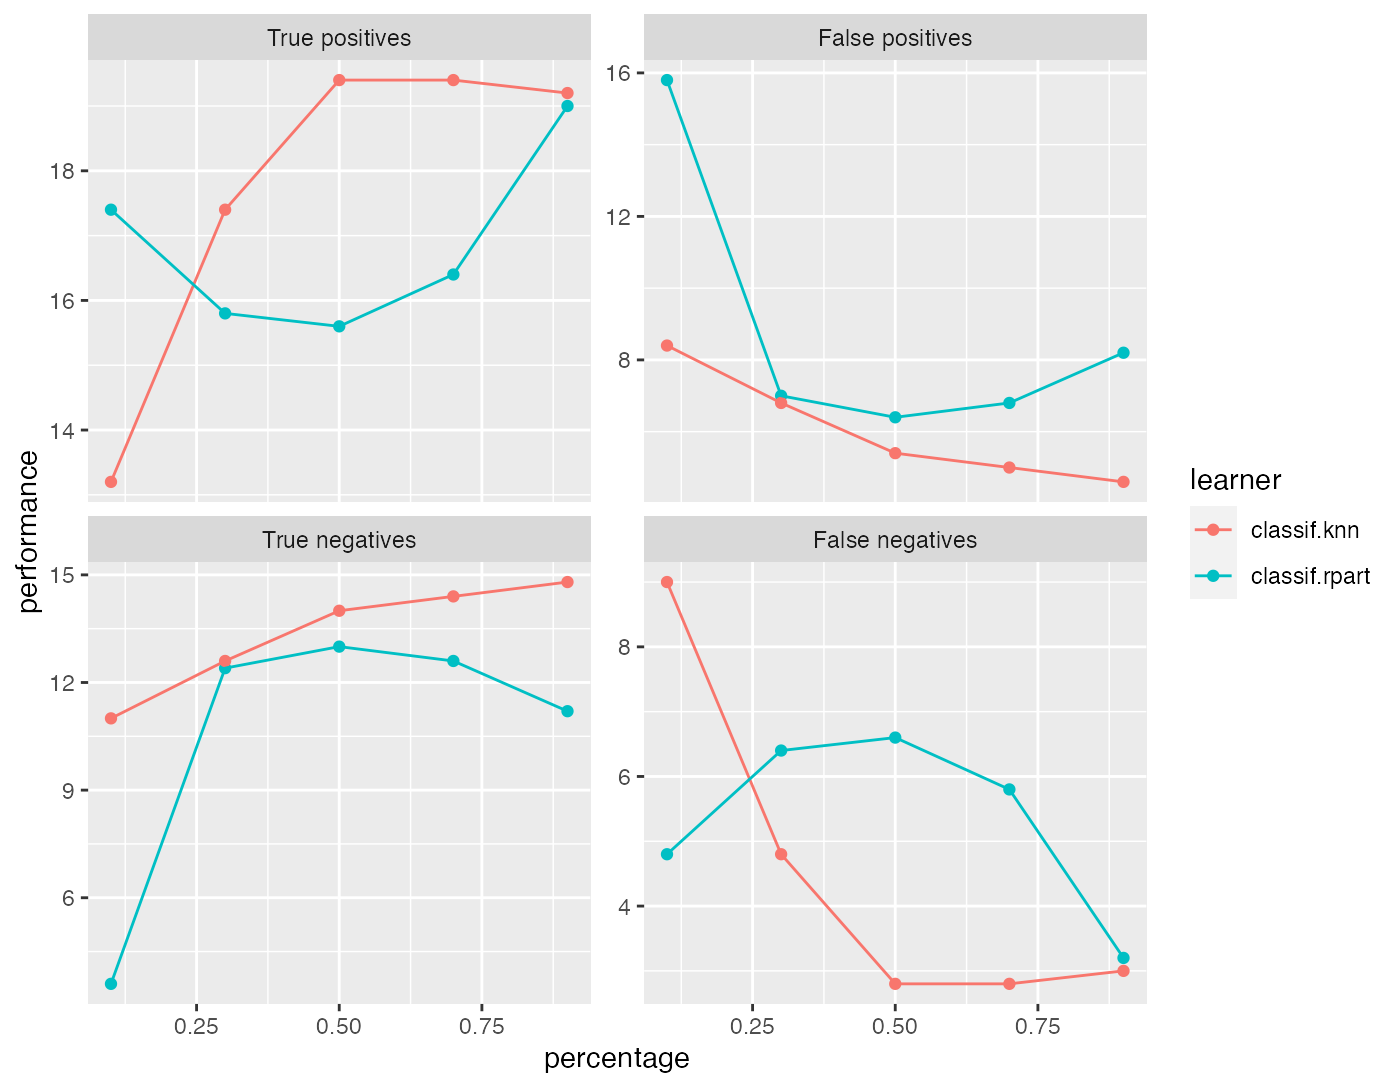 True positives
False positives
18
16
14
16
12
8
performance
True negatives
False negatives
15
12
9
6
8
6
4
0.25
0.50
0.75
0.25
0.50
0.75
percentage
learner
classif.knn
classif.rpart